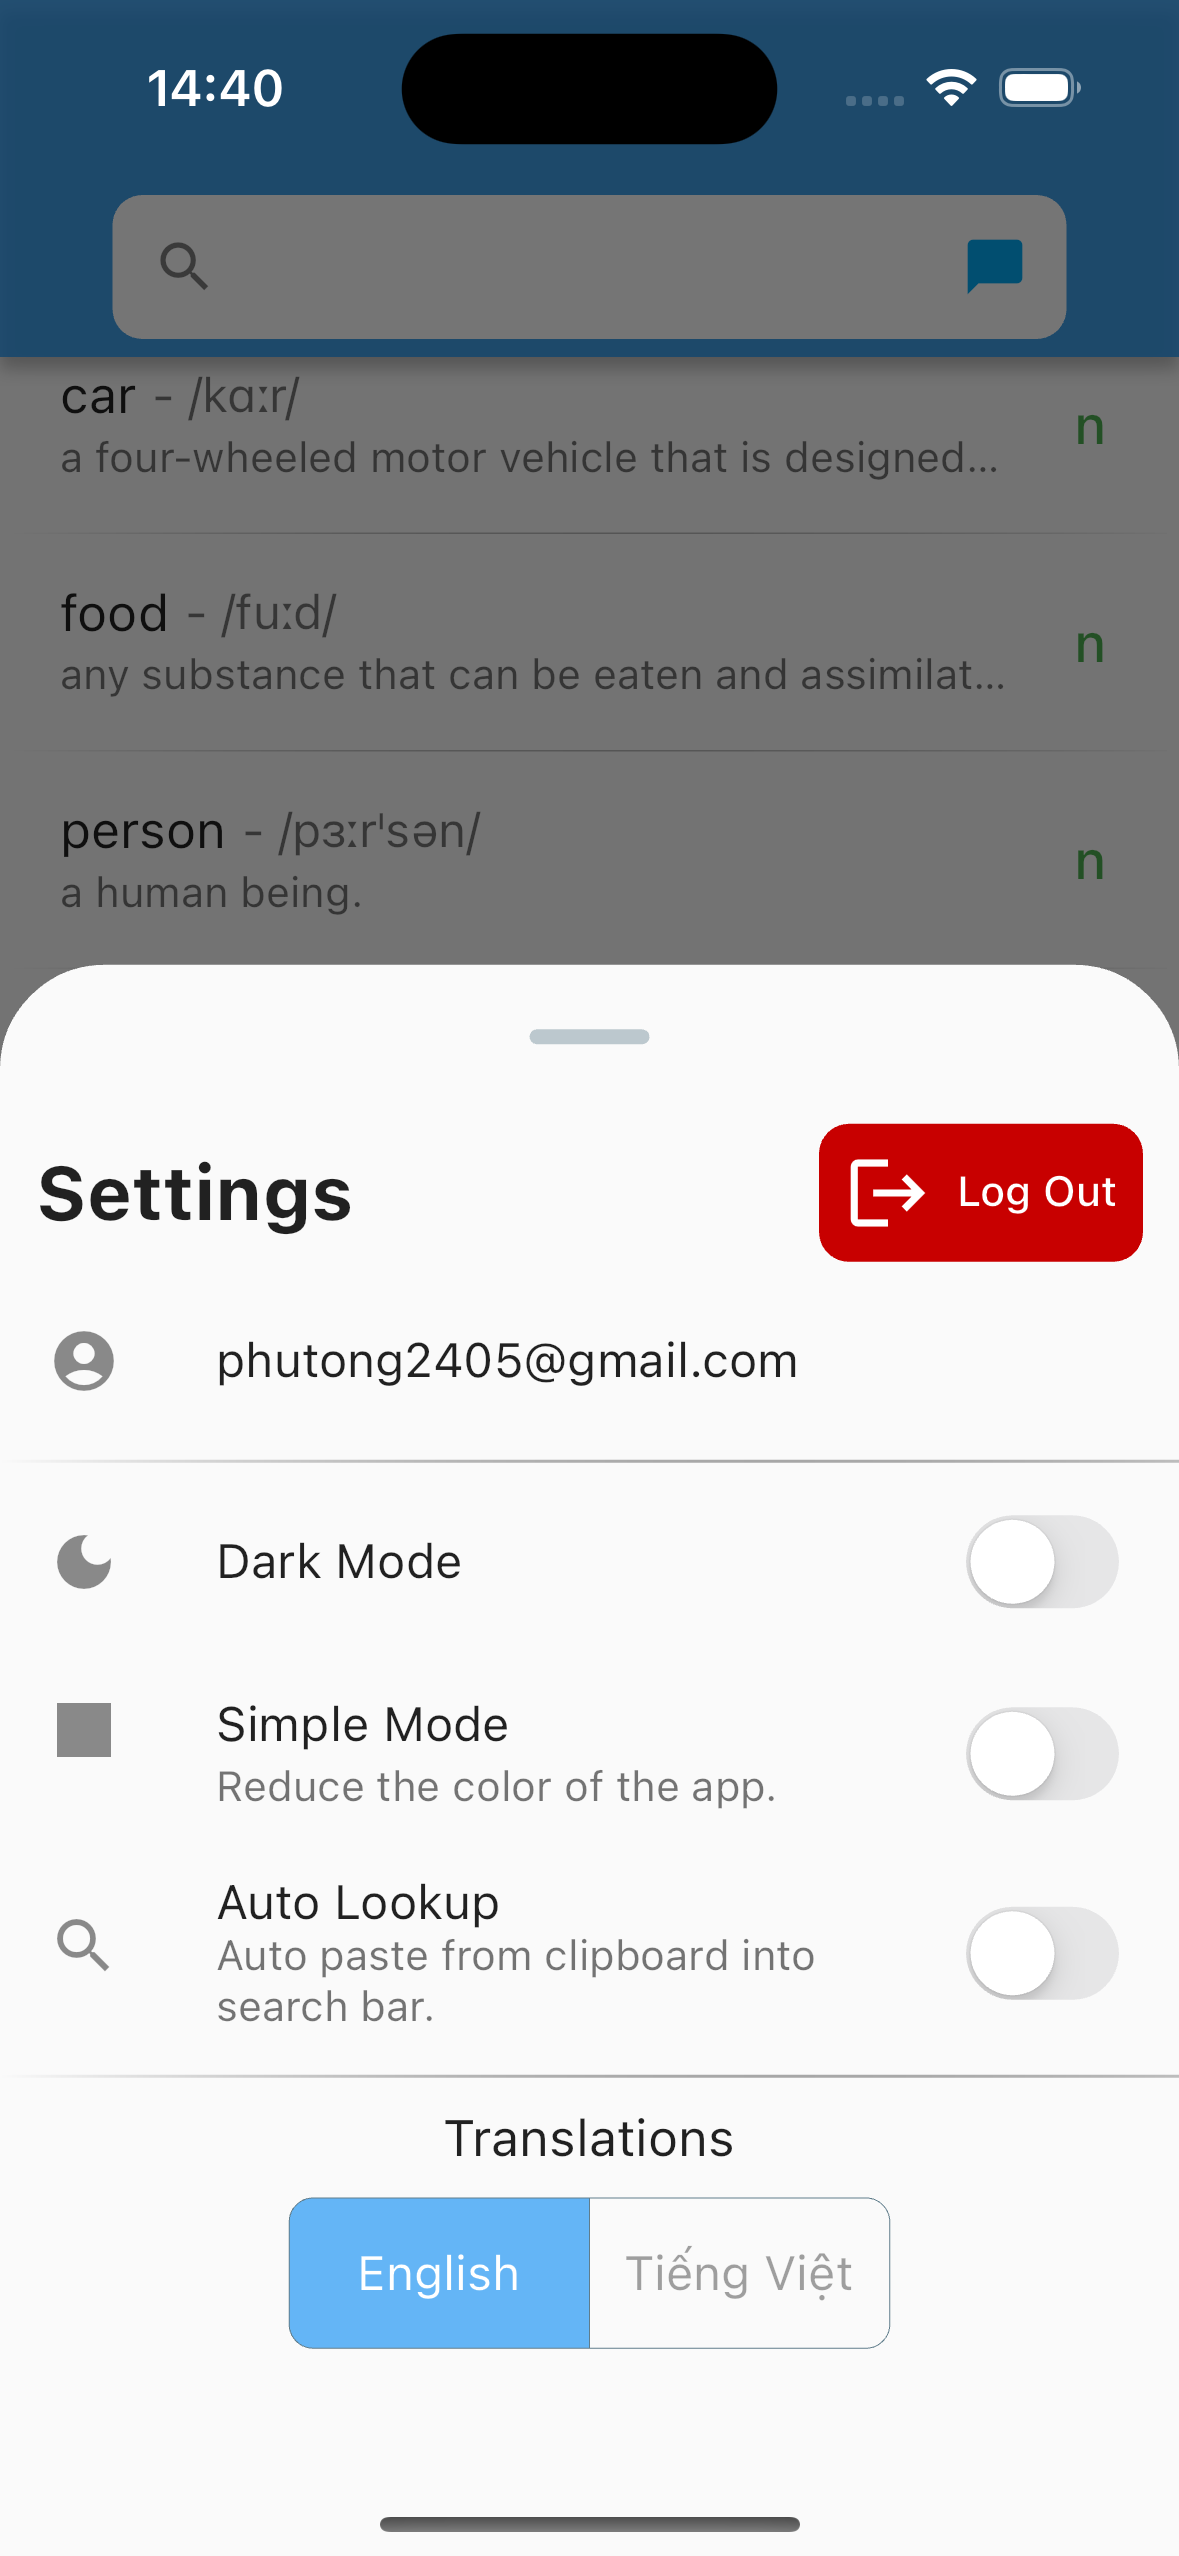 14:40
car - /kɑːr/
a four-wheeled motor vehicle that is designed...
n
food - /fuːd/
any substance that can be eaten and assimilat...
n
person - /pɜːrˈsən/
a human being.
n
Settings
Log Out
phutong2405@gmail.com
Dark Mode
Simple Mode
Reduce the color of the app.
Auto Lookup
Auto paste from clipboard into
search bar.
Translations
English
Tiếng Việt